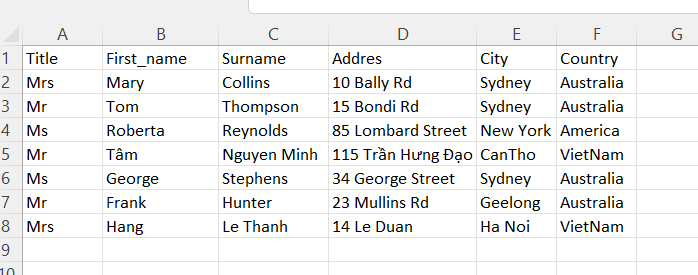 A B C D E F G
1 Title First_name Surname Addres City Country
2 Mrs Mary Collins 10 Bally Rd Sydney Australia
3 Mr Tom Thompson 15 Bondi Rd Sydney Australia
4 Ms Roberta Reynolds 85 Lombard Street New York America
5 Mr Tâm Nguyen Minh 115 Trần Hưng Đạo CanTho VietNam
6 Ms George Stephens 34 George Street Sydney Australia
7 Mr Frank Hunter 23 Mullins Rd Geelong Australia
8 Mrs Hang Le Thanh 14 Le Duan Ha Noi VietNam
9
10